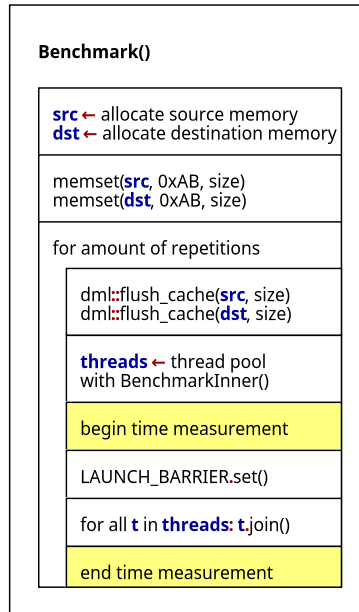 Benchmark()
src ← allocate source memory
dst ← allocate destination memory
memset(src, 0xAB, size)
memset(dst, 0xAB, size)
for amount of repetitions
dml::flush_cache(src, size)
dml::flush_cache(dst, size)
threads ← thread pool
with BenchmarkInner()
begin time measurement
LAUNCH_BARRIER.set()
for all t in threads: t.join()
end time measurement